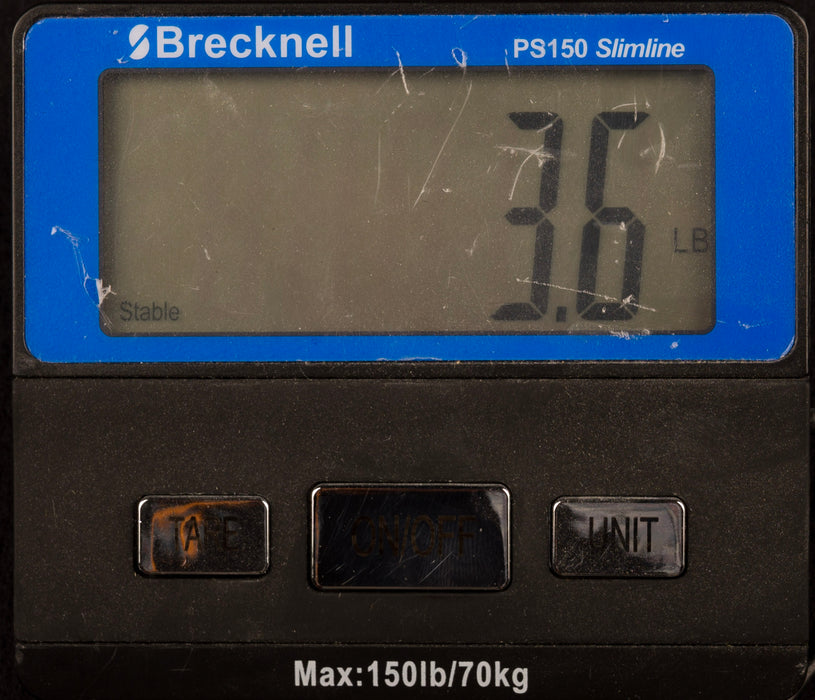 Brecknell PS150 Slimline
3.6 LB
Stable
TARE ON/OFF UNIT
Max:150lb/70kg